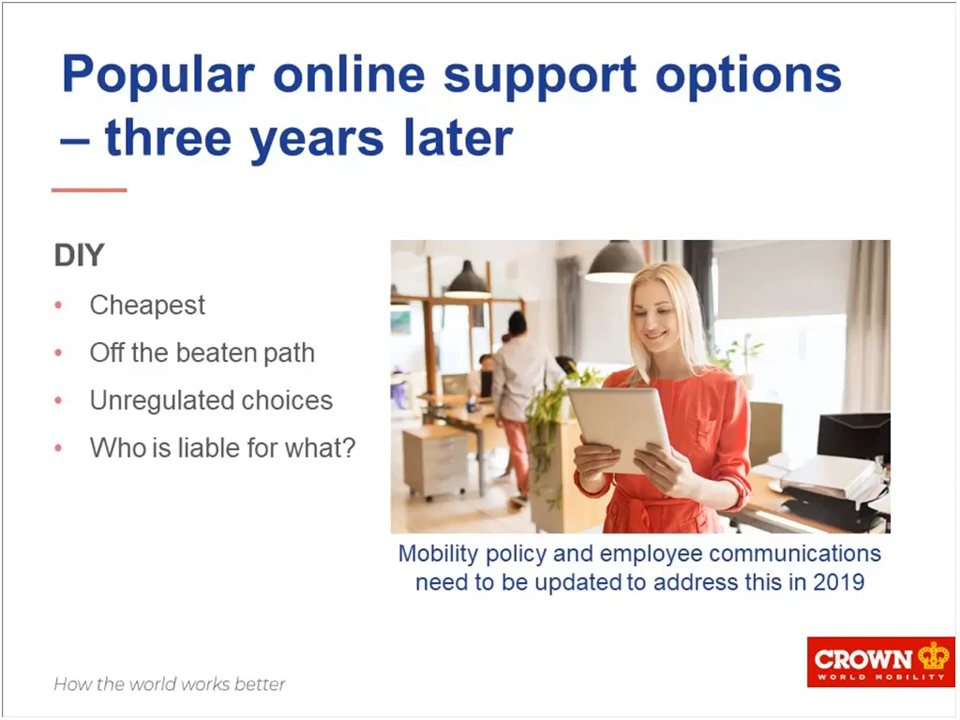 Popular online support options
– three years later
DIY
• Cheapest
• Off the beaten path
• Unregulated choices
• Who is liable for what?
Mobility policy and employee communications
need to be updated to address this in 2019
How the world works better
CROWN
WORLD MOBILITY